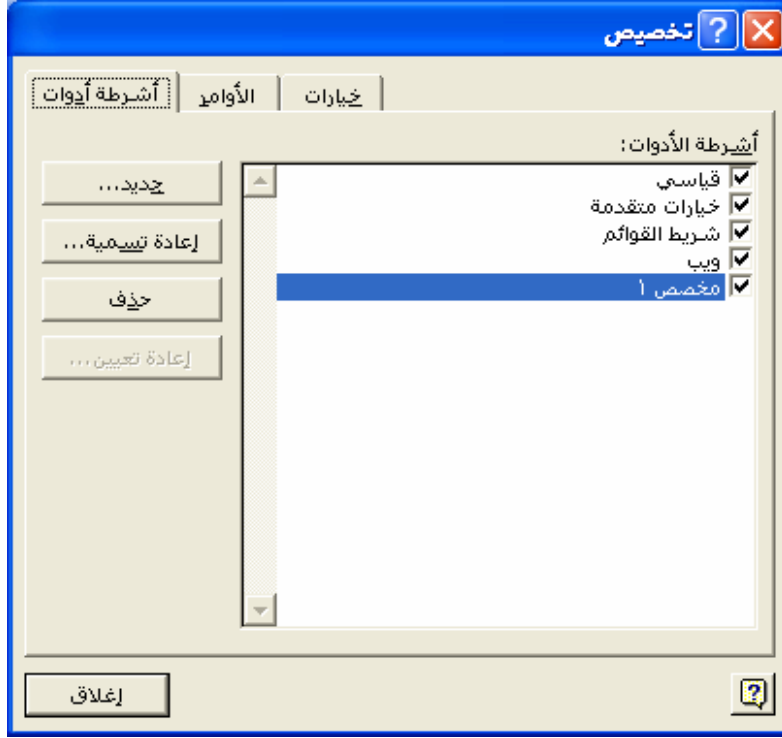 تخصيص
أشرطة أدوات
الأوامر
خيارات
أشرطة الأدوات:
قياسي
خيارات متقدمة
شريط القوائم
ويب
مخصص ١
جديد...
إعادة تسمية...
حذف
إعادة تعيين...
إغلاق